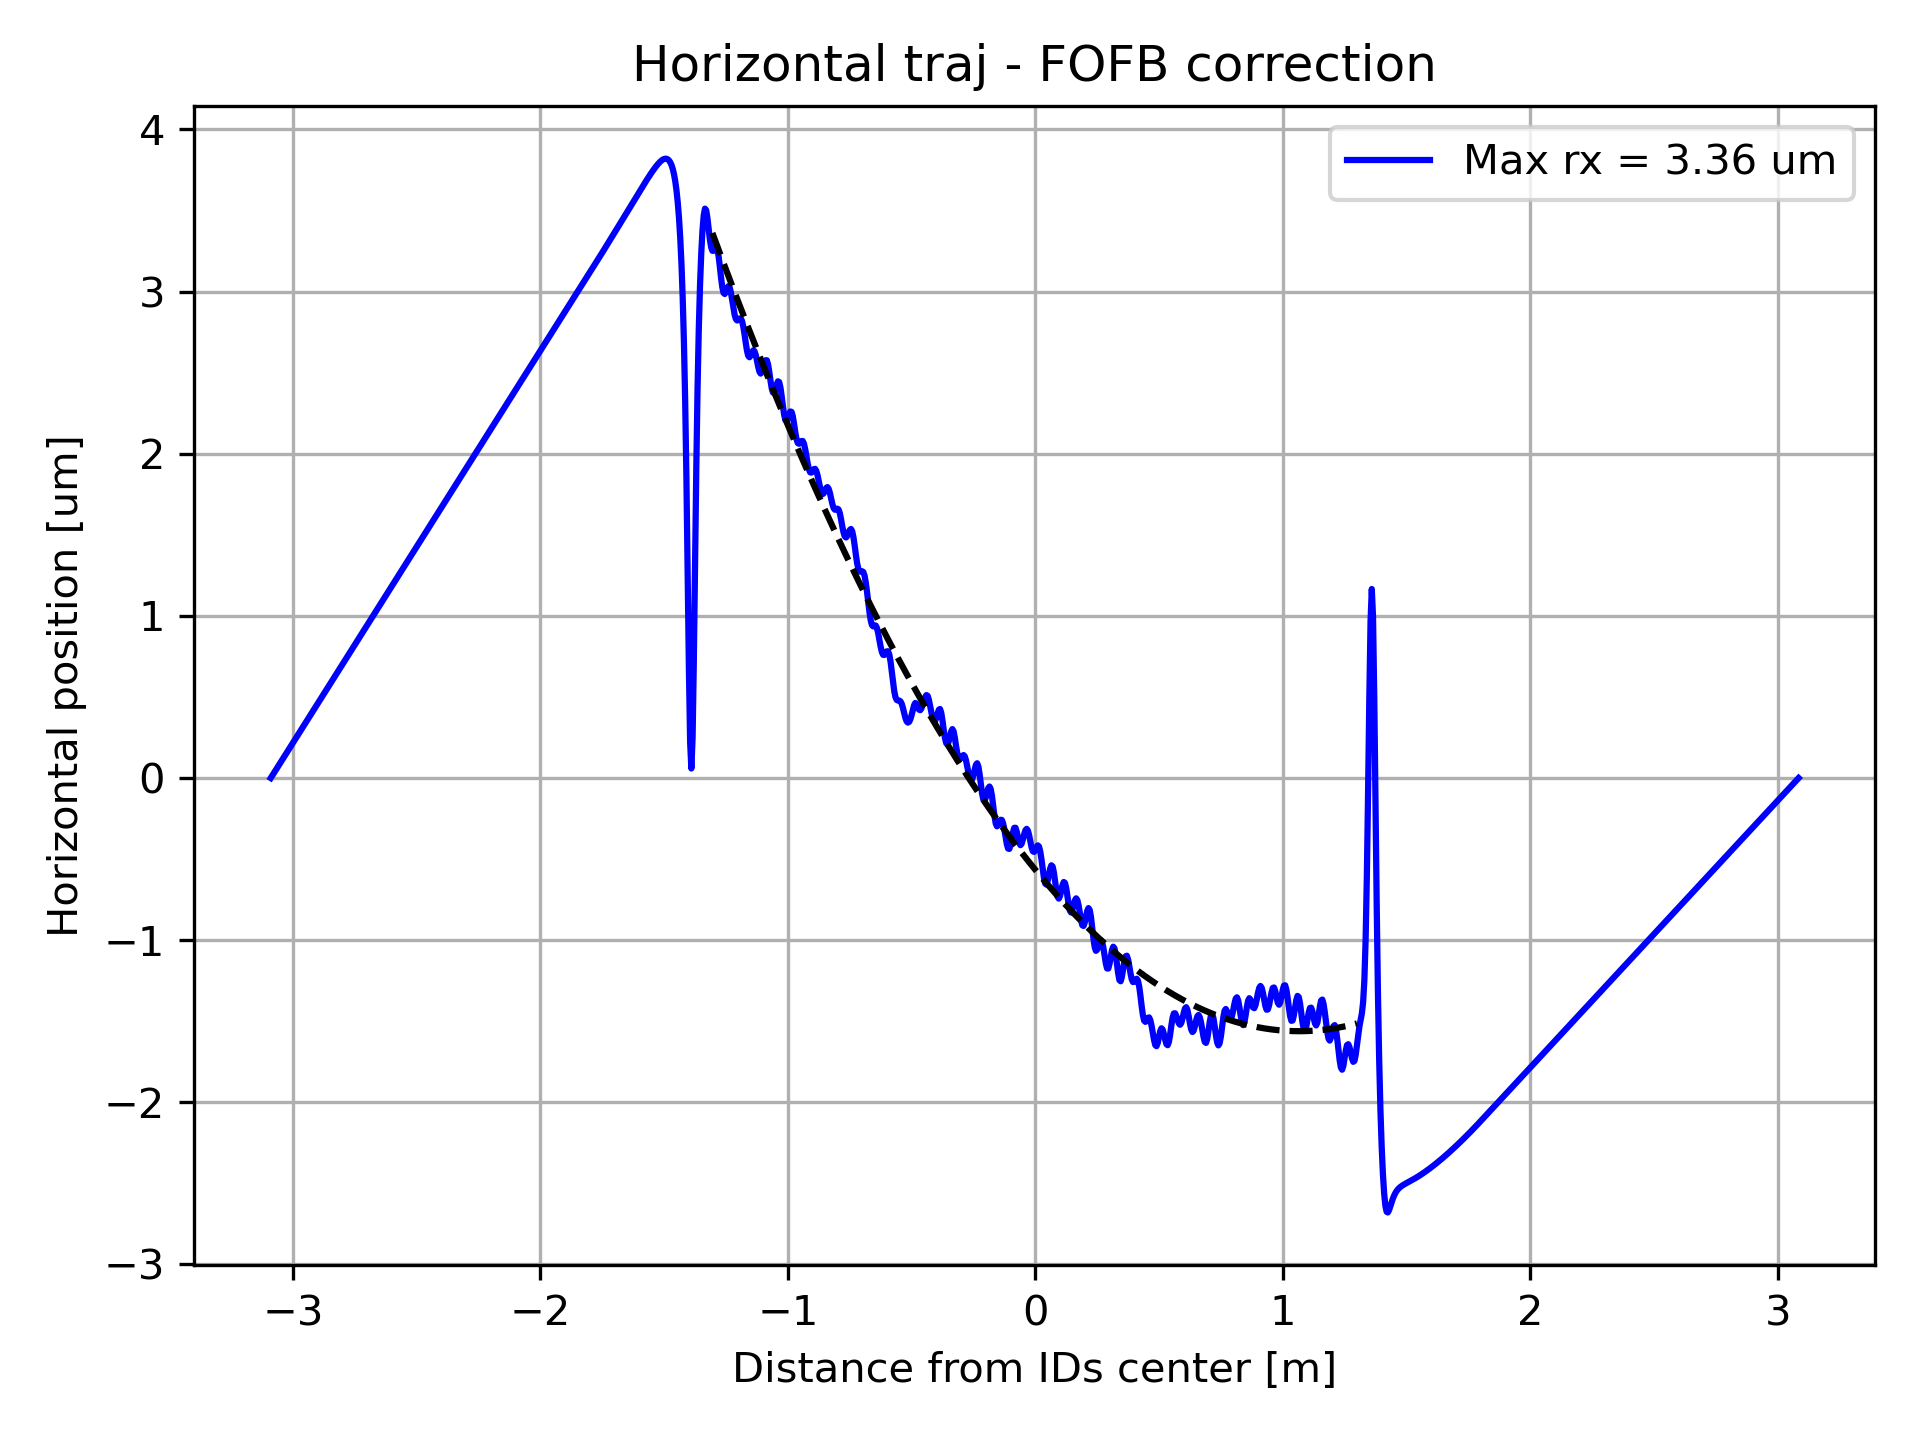 Horizontal traj - FOFB correction
Max rx = 3.36 um
Horizontal position [um]
4
3
2
1
0
−1
−2
−3
−3 −2 −1 0 1 2 3
Distance from IDs center [m]